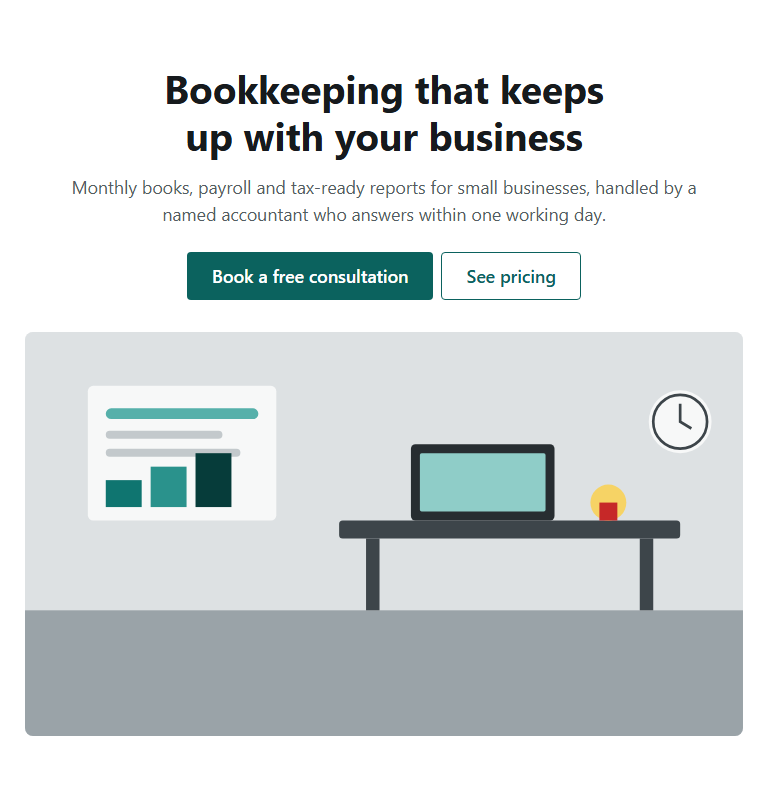 Bookkeeping that keeps
up with your business
Monthly books, payroll and tax-ready reports for small businesses, handled by a
named accountant who answers within one working day.
Book a free consultation
See pricing